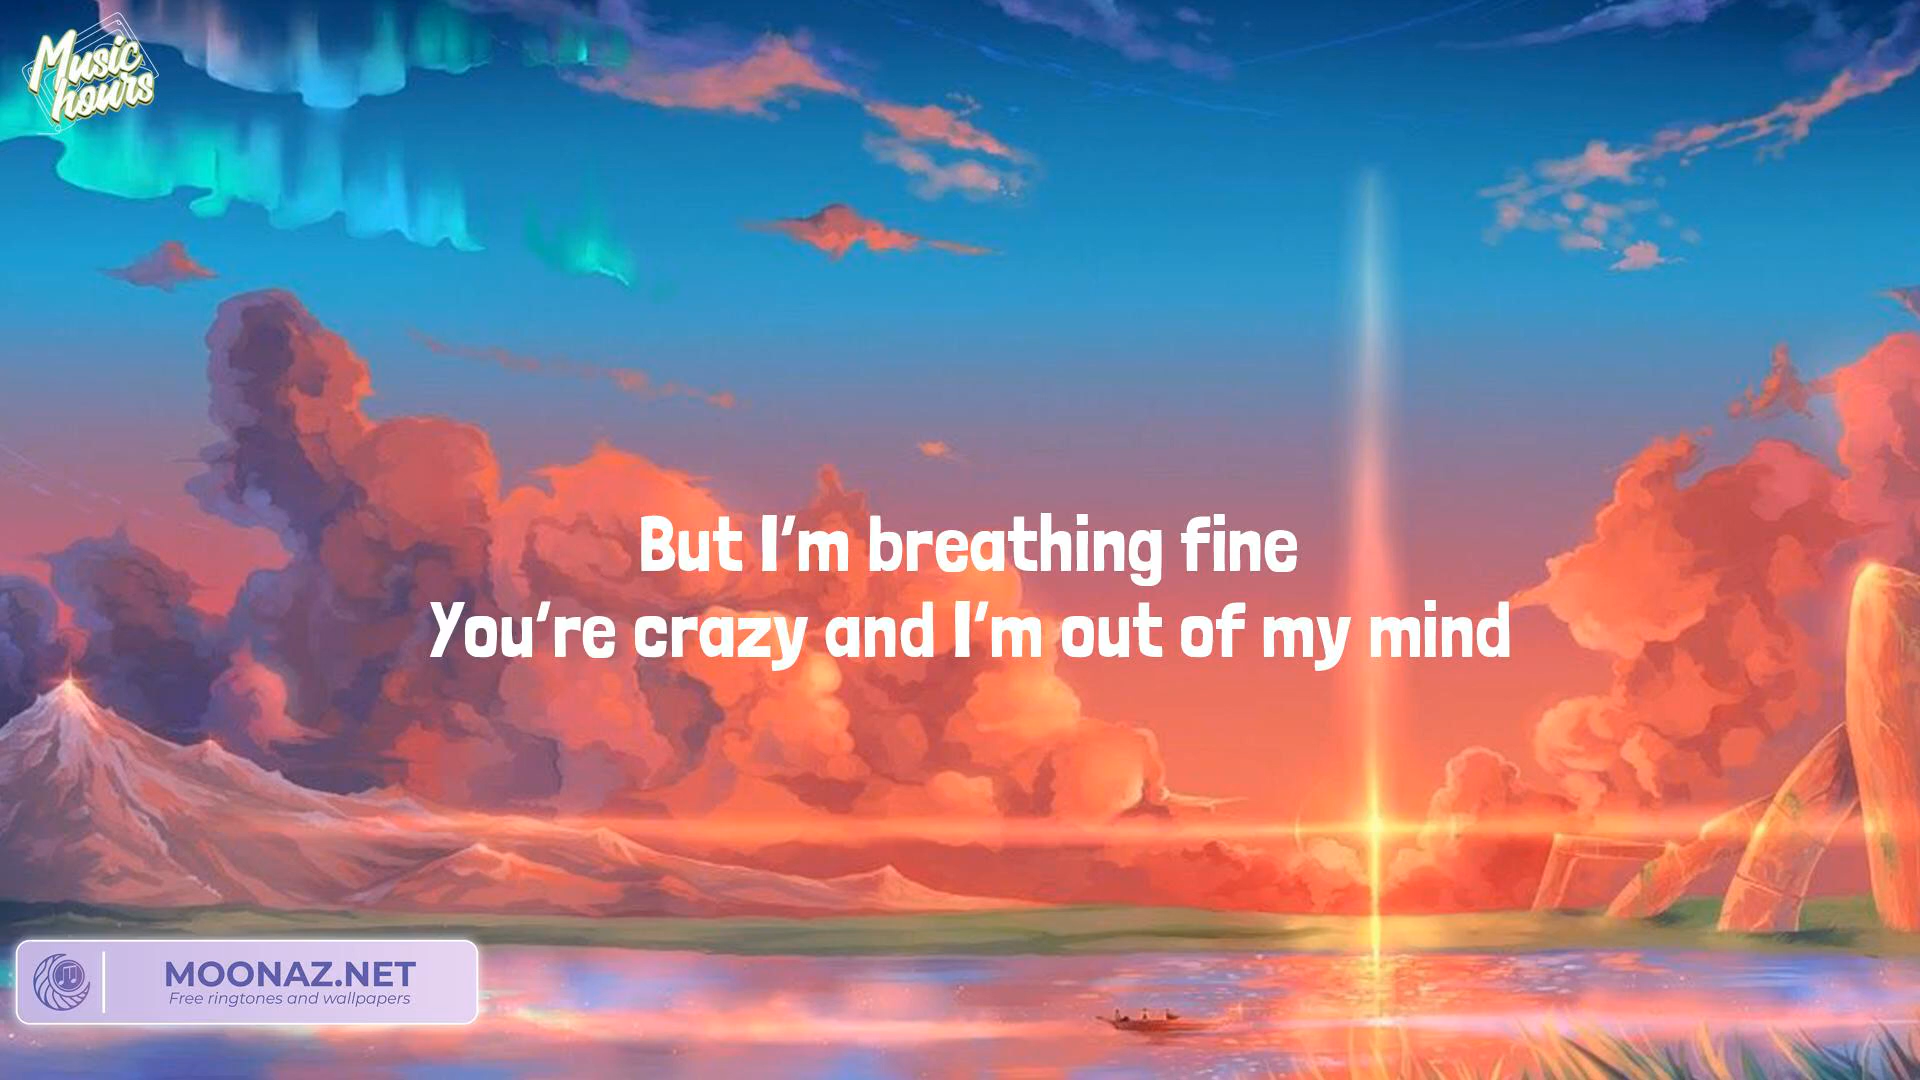 Music
hours
But I'm breathing fine
You're crazy and I'm out of my mind
MOONAZ.NET
Free ringtones and wallpapers